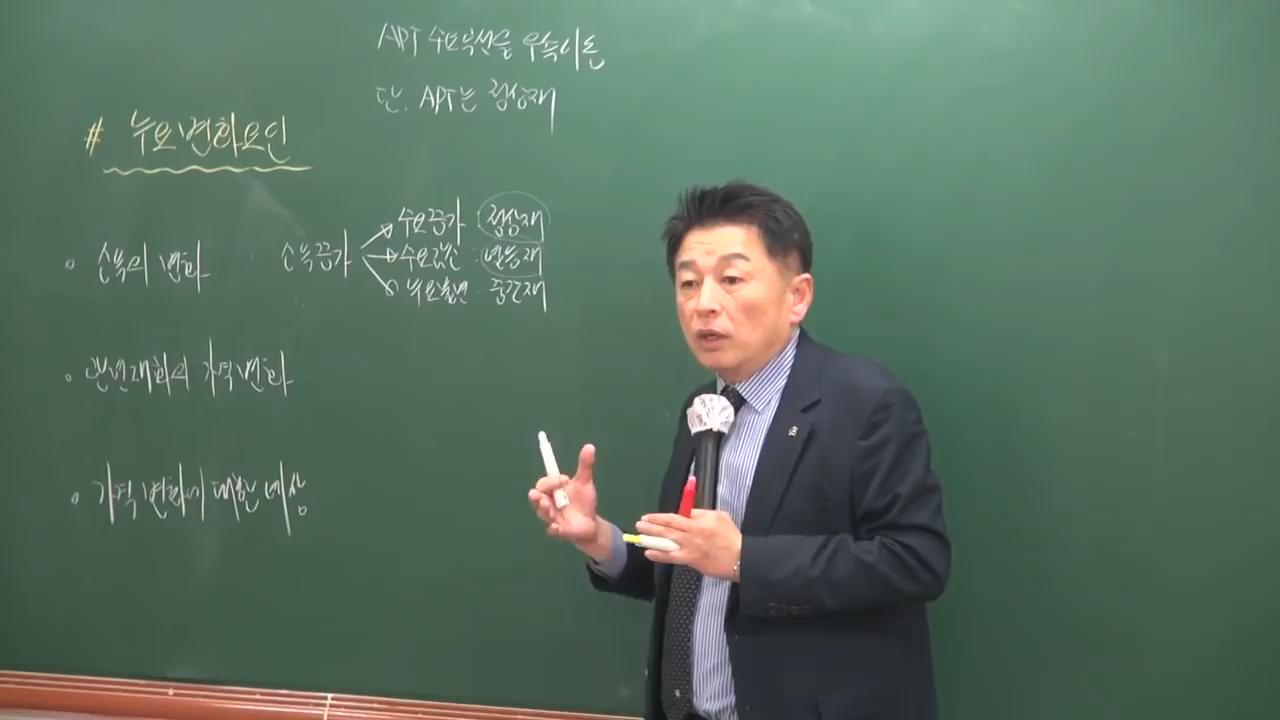 APT 수요곡선을 우측이동
단. APT는 정상재
# 수요변화요인
◦ 소득의 변화 · 소득증가
수요증가 : 정상재
수요감소 : 열등재
수요불변 : 중간재
◦ 관련재화의 가격변화
◦ 가격변화에 대한 예상